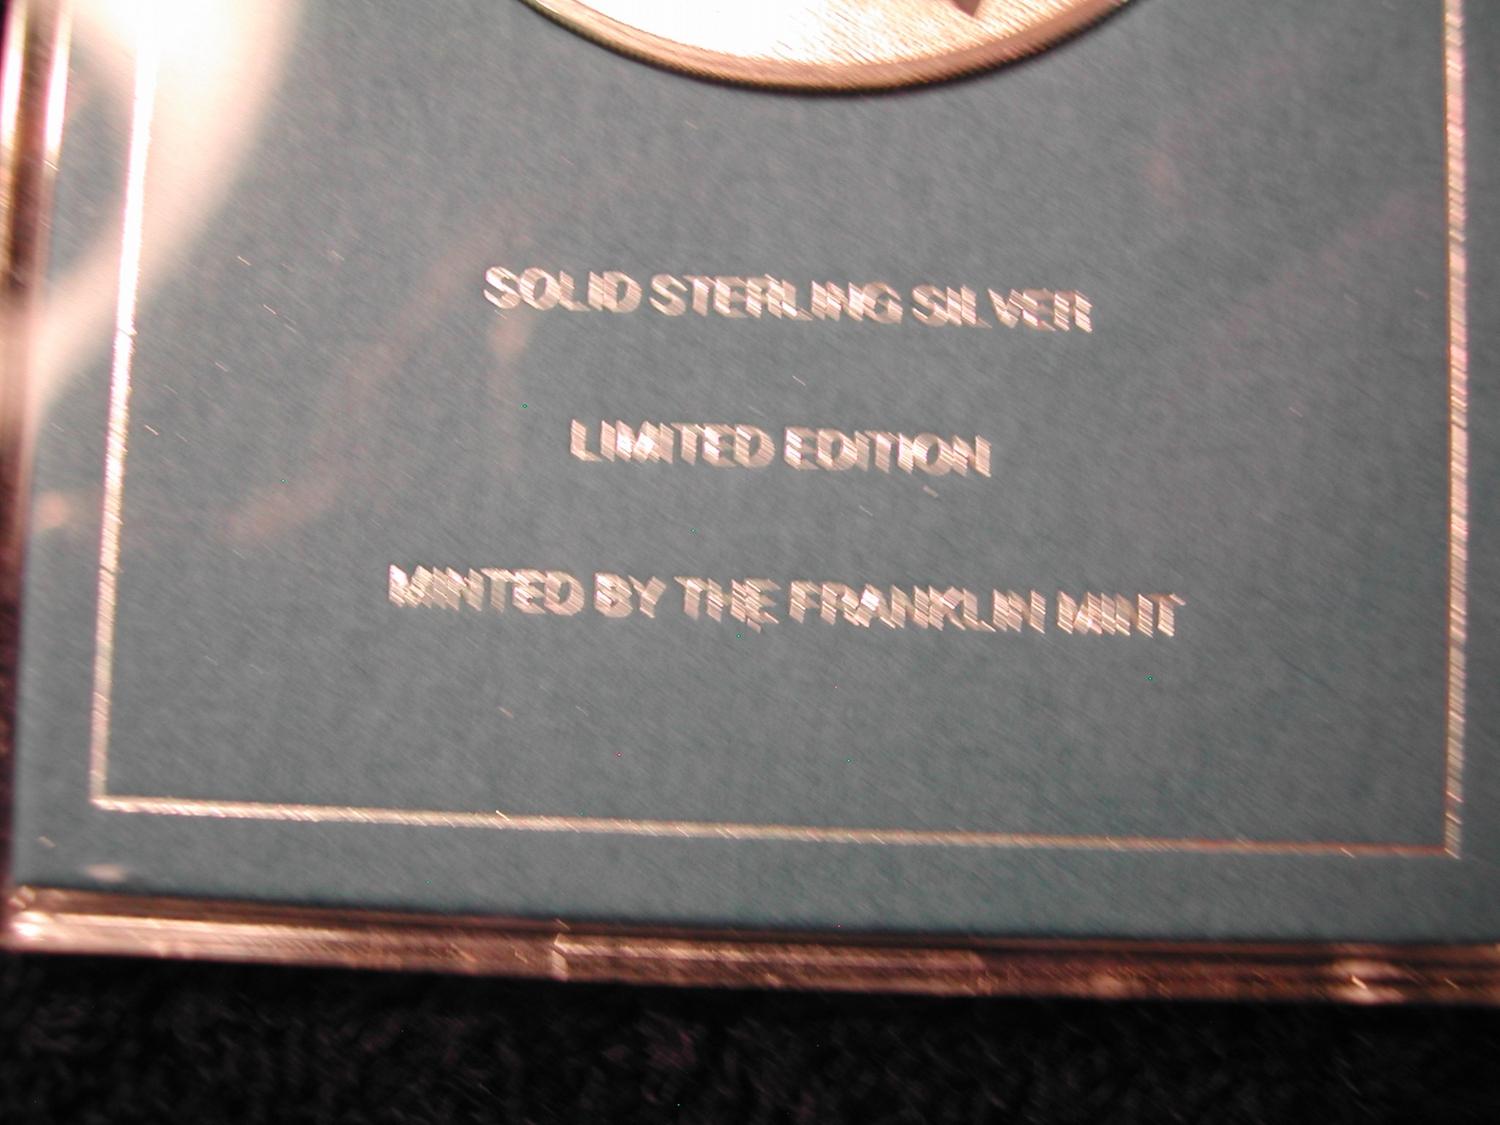 SOLID STERLING SILVER
LIMITED EDITION
MINTED BY THE FRANKLIN MINT